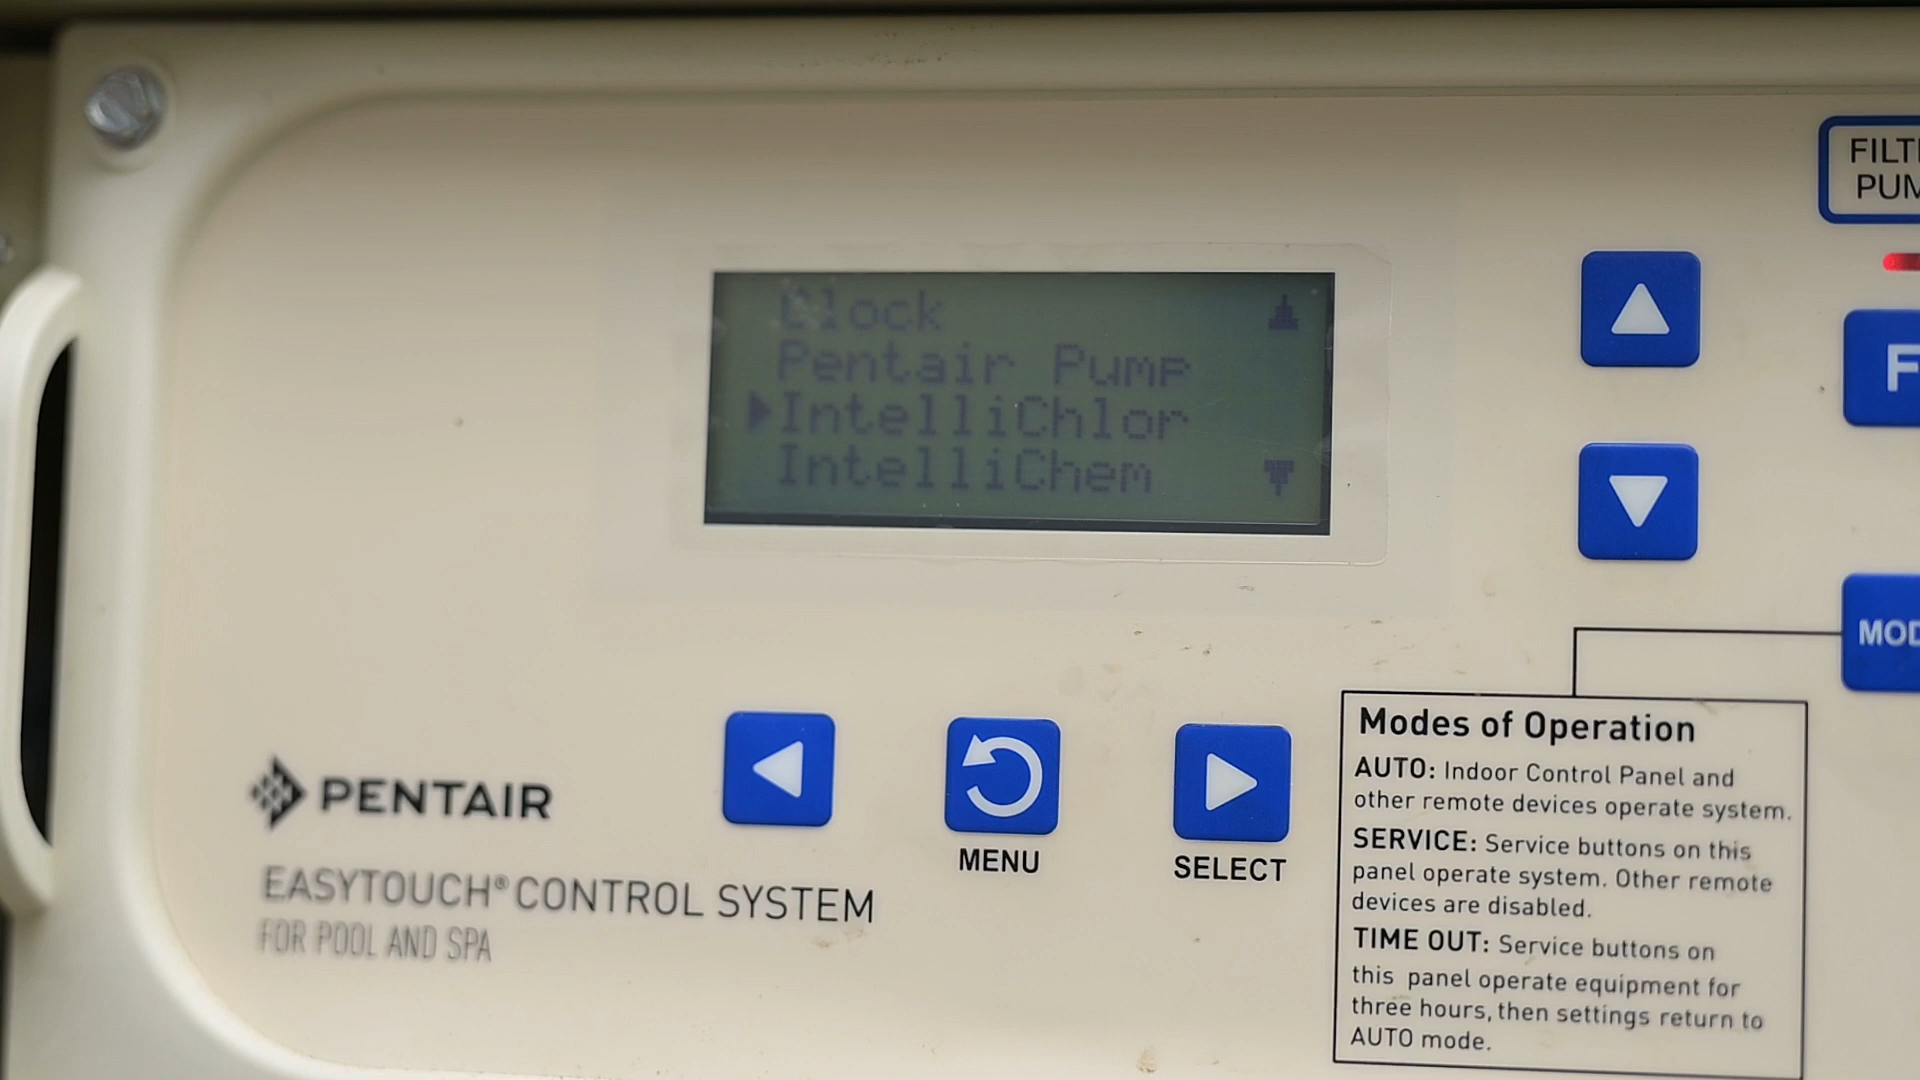 FILT
PUM
Clock
Pentair Pump
IntelliChlor
IntelliChem
F
MOD
MENU
SELECT
PENTAIR
EASYTOUCH® CONTROL SYSTEM
FOR POOL AND SPA
Modes of Operation
AUTO: Indoor Control Panel and
other remote devices operate system.
SERVICE: Service buttons on this
panel operate system. Other remote
devices are disabled.
TIME OUT: Service buttons on
this panel operate equipment for
three hours, then settings return to
AUTO mode.